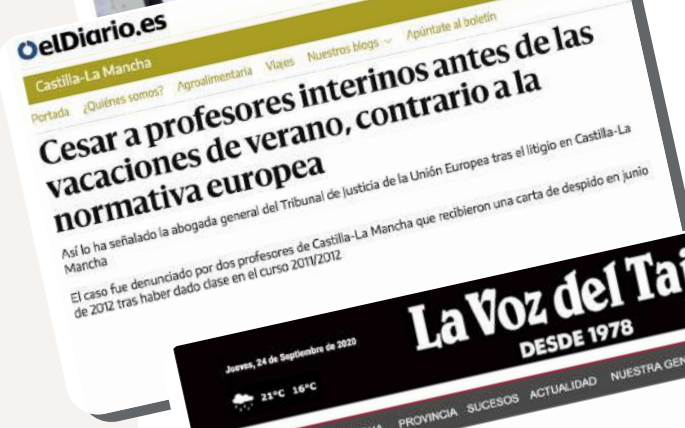 elDiario.es
Castilla-La Mancha
Portada ¿Quiénes somos? Agroalimentaria Viajes Nuestros blogs Apúntate al boletín
Cesar a profesores interinos antes de las
vacaciones de verano, contrario a la
normativa europea
Así lo ha señalado la abogada general del Tribunal de Justicia de la Unión Europea tras el litigio en Castilla-La
Mancha
El caso fue denunciado por dos profesores de Castilla-La Mancha que recibieron una carta de despido en junio
de 2012 tras haber dado clase en el curso 2011/2012
La Voz del Ta
DESDE 1978
Jueves, 24 de Septiembre de 2020
21°C 16°C
PROVINCIA SUCESOS ACTUALIDAD NUESTRA GEN